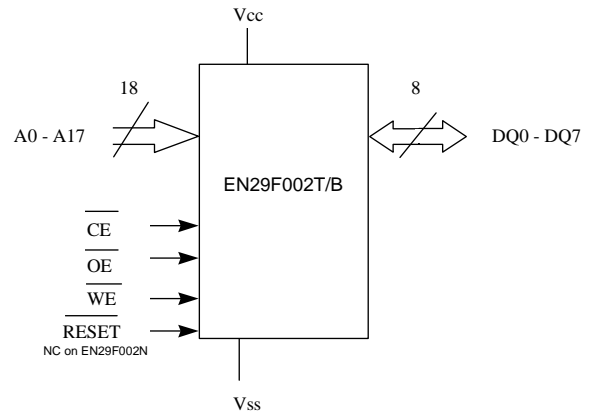 Vcc
18
8
A0 - A17
DQ0 - DQ7
EN29F002T/B
CE
OE
WE
RESET
NC on EN29F002N
Vss